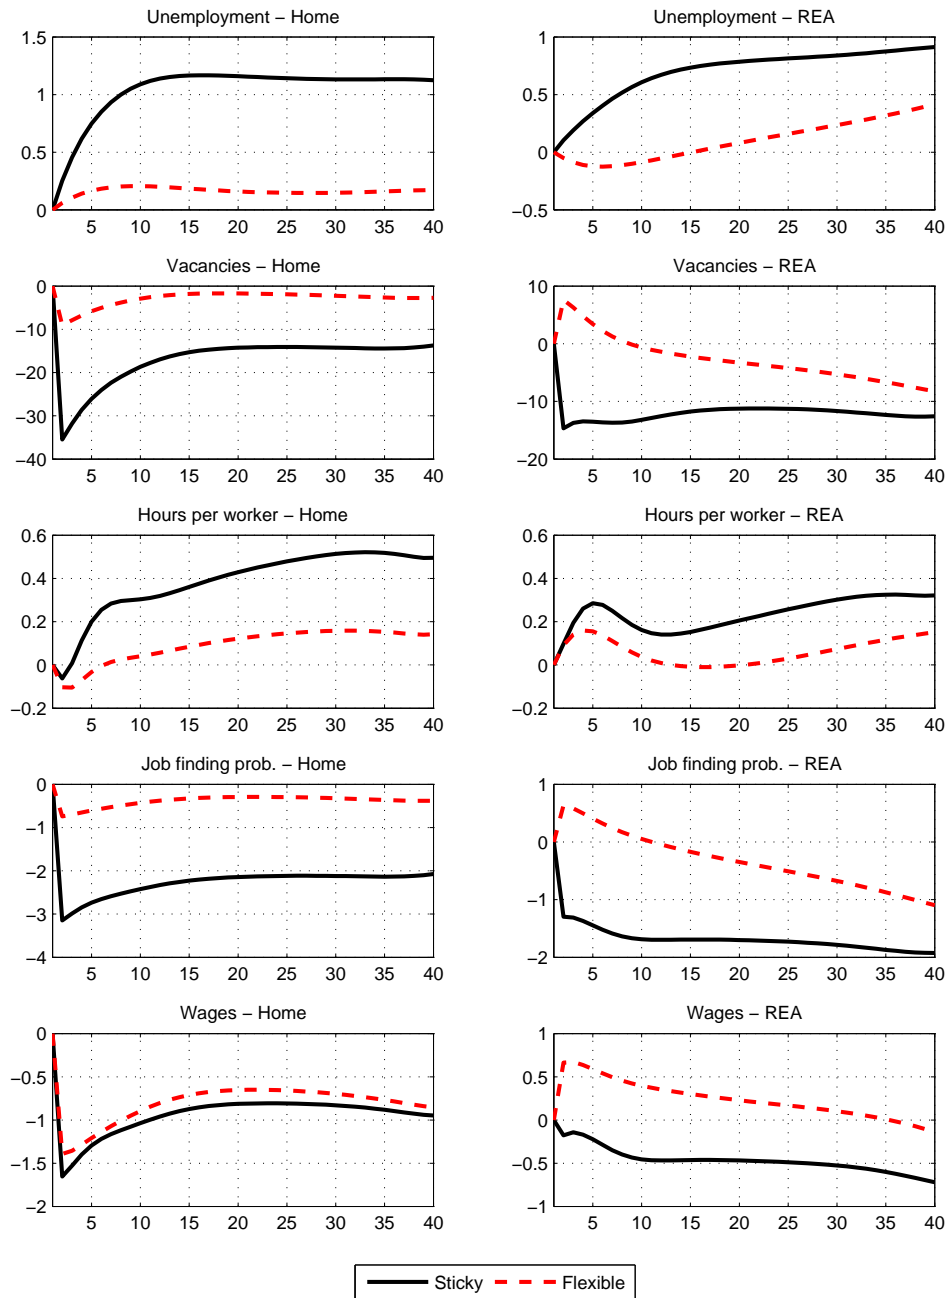 Unemployment − Home
1.5
1
0.5
0
5 10 15 20 25 30 35 40
Unemployment − REA
1
0.5
0
−0.5
5 10 15 20 25 30 35 40
Vacancies − Home
0
−10
−20
−30
−40
5 10 15 20 25 30 35 40
Vacancies − REA
10
0
−10
−20
5 10 15 20 25 30 35 40
Hours per worker − Home
0.6
0.4
0.2
0
−0.2
5 10 15 20 25 30 35 40
Hours per worker − REA
0.6
0.4
0.2
0
−0.2
5 10 15 20 25 30 35 40
Job finding prob. − Home
0
−1
−2
−3
−4
5 10 15 20 25 30 35 40
Job finding prob. − REA
1
0
−1
−2
5 10 15 20 25 30 35 40
Wages − Home
0
−0.5
−1
−1.5
−2
5 10 15 20 25 30 35 40
Wages − REA
1
0.5
0
−0.5
−1
5 10 15 20 25 30 35 40
Sticky Flexible